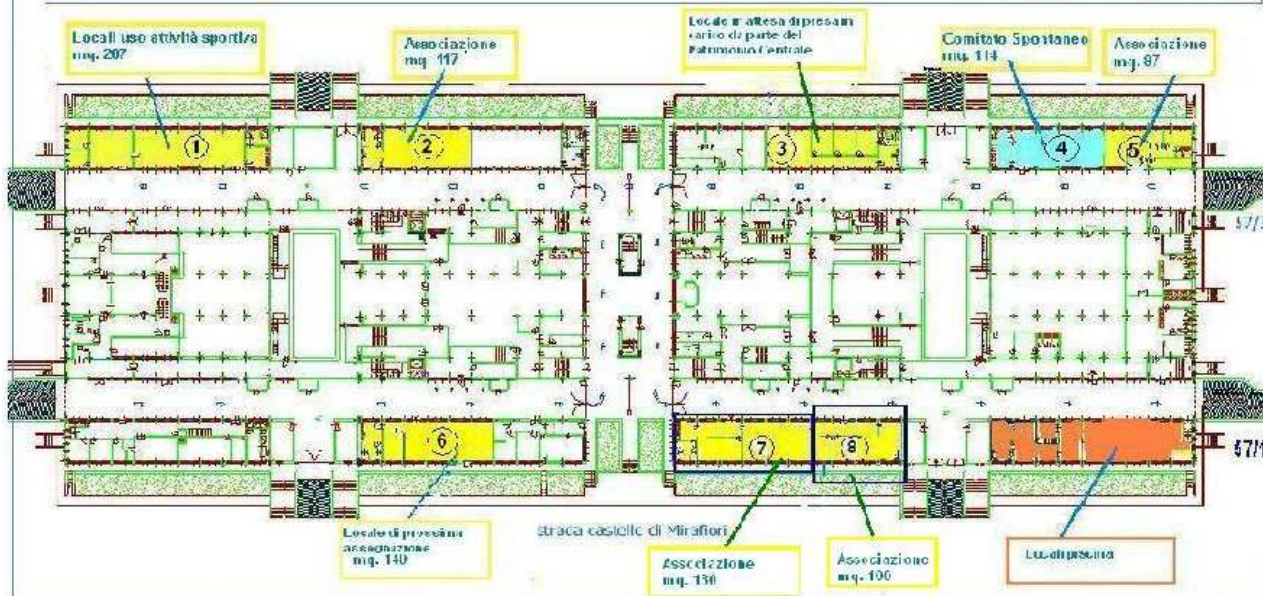 Locali uso attività sportiva
mq. 207
Associazione
mq. 117
Locale in attesa di presa in
carico da parte del
Patrimonio Centrale
Comitato Spontaneo
mq. 114
Associazione
mq. 87
1
2
3
4
5
57/
6
7
8
57/1
strada castello di Mirafiori
Locale di prossima
assegnazione
mq. 140
Associazione
mq. 130
Associazione
mq. 100
Locali piscina